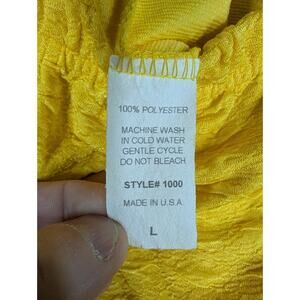 100% POLYESTER
MACHINE WASH
IN COLD WATER
GENTLE CYCLE
DO NOT BLEACH
STYLE# 1000
MADE IN U.S.A.
L